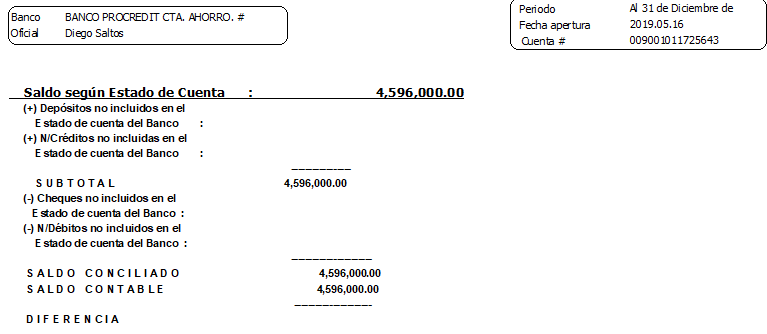 Banco BANCO PROCREDIT CTA. AHORRO. #
Oficial Diego Saltos
Periodo Al 31 de Diciembre de
Fecha apertura 2019.05.16
Cuenta # 009001011725643
Saldo según Estado de Cuenta : 4,596,000.00
(+) Depósitos no incluidos en el
Estado de cuenta del Banco :
(+) N/Créditos no incluidas en el
Estado de cuenta del Banco :
SUBTOTAL 4,596,000.00
(-) Cheques no incluidos en el
Estado de cuenta del Banco :
(-) N/Débitos no incluidos en el
Estado de cuenta del Banco :
SALDO CONCILIADO 4,596,000.00
SALDO CONTABLE 4,596,000.00
DIFERENCIA